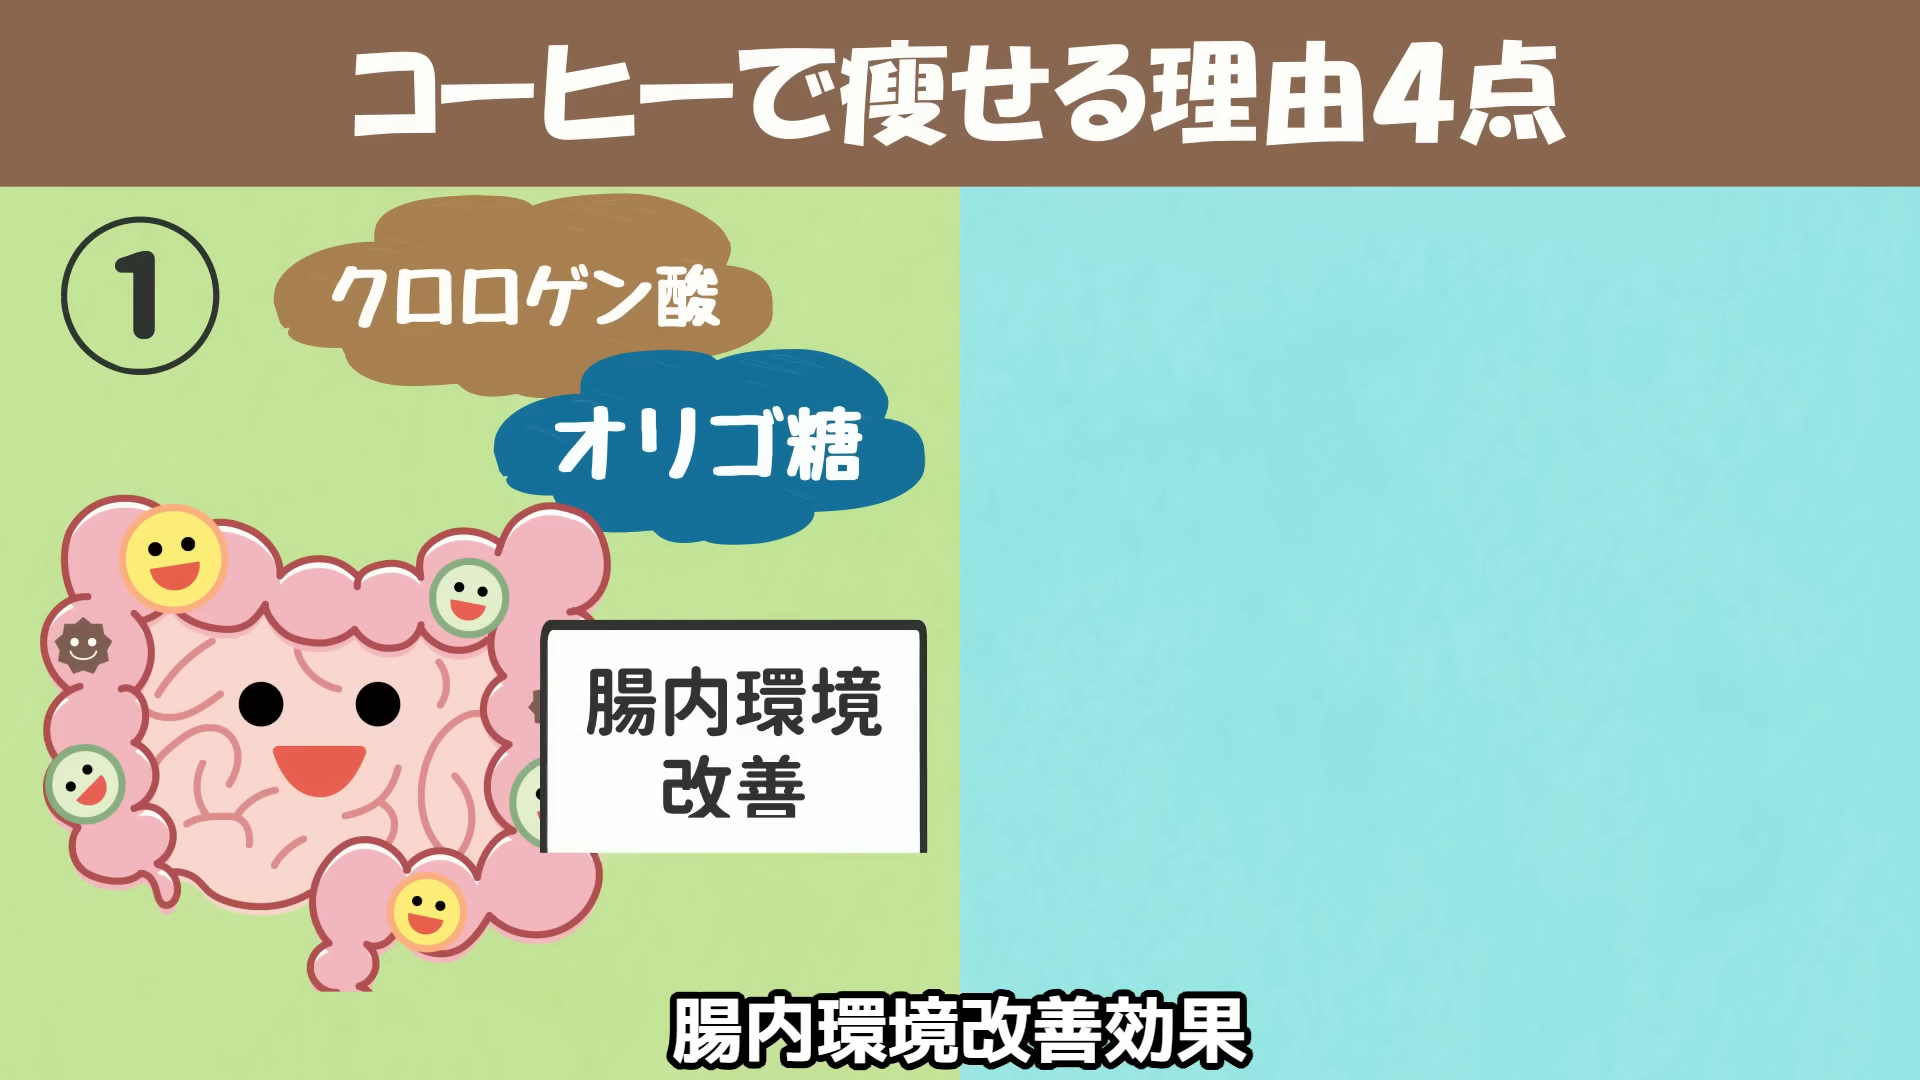 コーヒーで痩せる理由4点
1
クロロゲン酸
オリゴ糖
腸内環境
改善
腸内環境改善効果